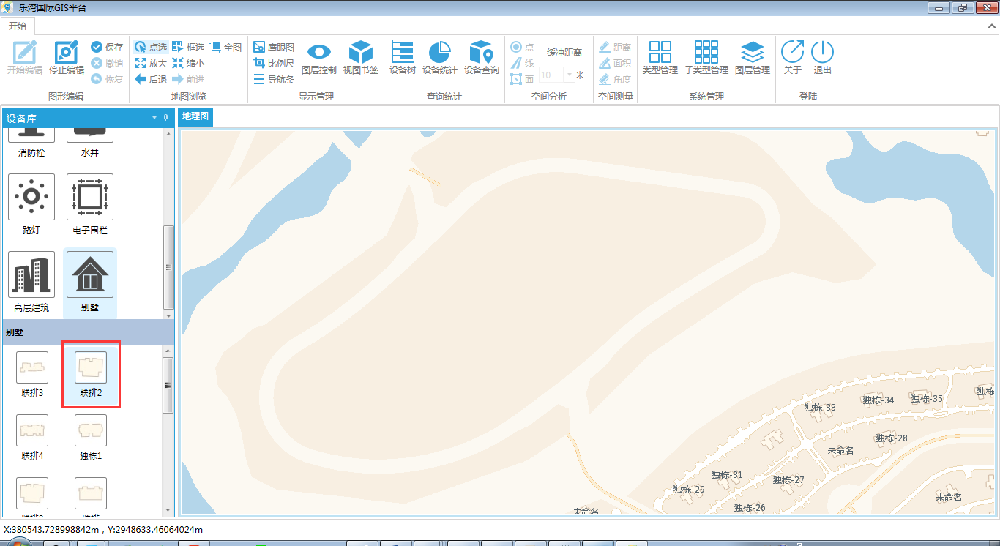 乐湾国际GIS平台___
开始
开始编辑 停止编辑 保存 撤销 恢复
图形编辑
点选 框选 全图
放大 缩小
后退 前进
地图浏览
鹰眼图
比例尺
导航条
图层控制 视图书签
显示管理
设备树 设备统计 设备查询
查询统计
点
线
面
缓冲距离
10 米
空间分析
距离
面积
角度
空间测量
类型管理 子类型管理 图层管理
系统管理
关于 退出
登陆
设备库
地理图
消防栓 水井
路灯 电子围栏
高层建筑 别墅
别墅
联排3 联排2
联排4 独栋1
独栋-33 独栋-34 独栋-35 独栋
独栋-28
未命名
独栋-31 独栋-27
独栋-29 独栋-26
未命名
未命名
X:380543.728998842m，Y:2948633.46064024m